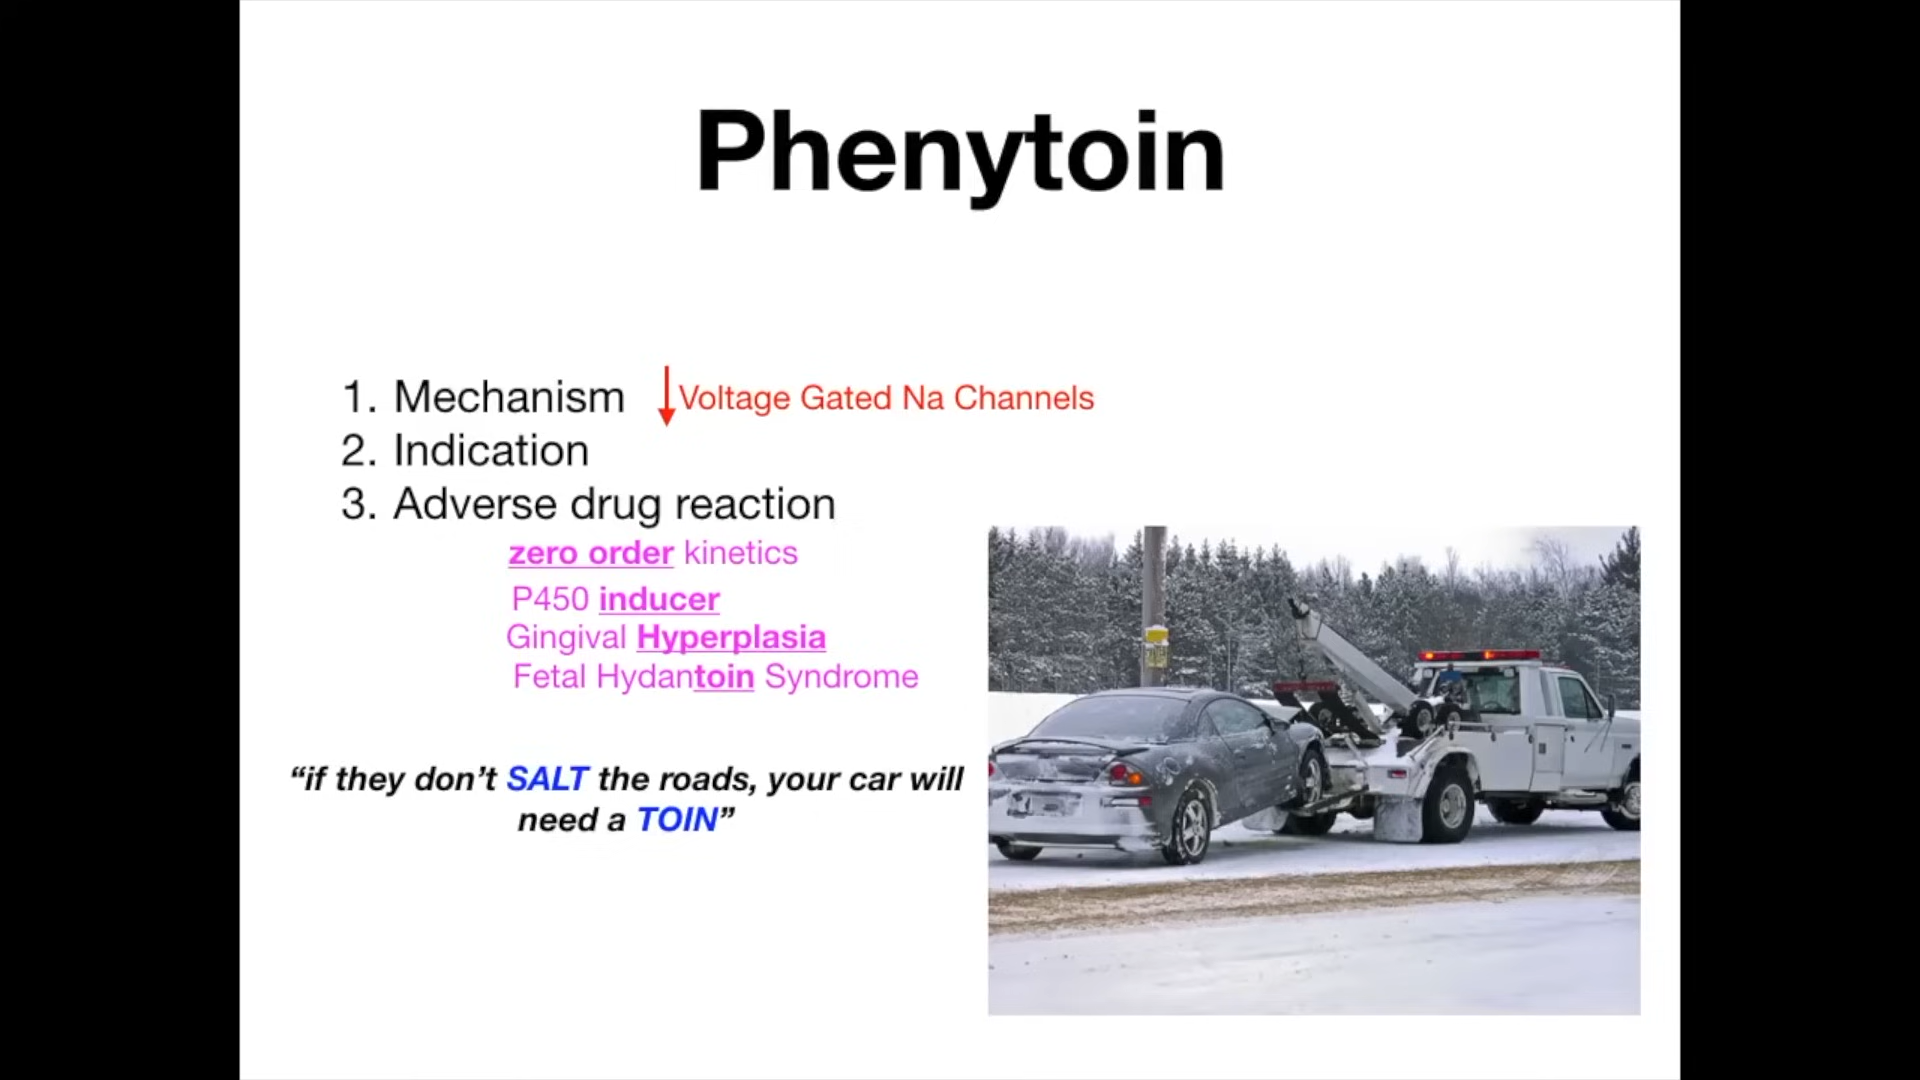 Phenytoin
1. Mechanism ↓Voltage Gated Na Channels
2. Indication
3. Adverse drug reaction
zero order kinetics
P450 inducer
Gingival Hyperplasia
Fetal Hydantoin Syndrome
“if they don’t SALT the roads, your car will
need a TOIN”